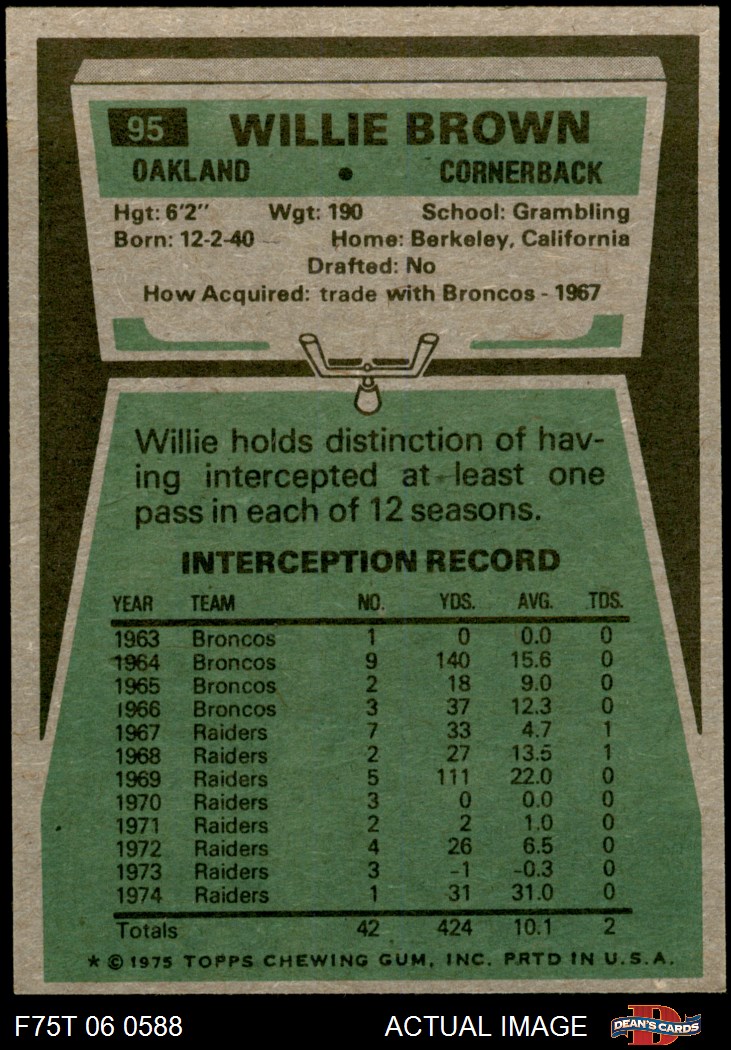 95 WILLIE BROWN
OAKLAND • CORNERBACK
Hgt: 6'2" Wgt: 190 School: Grambling
Born: 12-2-40 Home: Berkeley, California
Drafted: No
How Acquired: trade with Broncos - 1967
Willie holds distinction of hav-
ing intercepted at least one
pass in each of 12 seasons.
INTERCEPTION RECORD
YEAR TEAM NO. YDS. AVG. TDS.
1963 Broncos 1 0 0.0 0
1964 Broncos 9 140 15.6 0
1965 Broncos 2 18 9.0 0
1966 Broncos 3 37 12.3 0
1967 Raiders 7 33 4.7 1
1968 Raiders 2 27 13.5 1
1969 Raiders 5 111 22.0 0
1970 Raiders 3 0 0.0 0
1971 Raiders 2 2 1.0 0
1972 Raiders 4 26 6.5 0
1973 Raiders 3 -1 -0.3 0
1974 Raiders 1 31 31.0 0
Totals 42 424 10.1 2
* © 1975 TOPPS CHEWING GUM, INC. PRTD IN U.S.A.
F75T 06 0588 ACTUAL IMAGE D DEAN'S CARDS